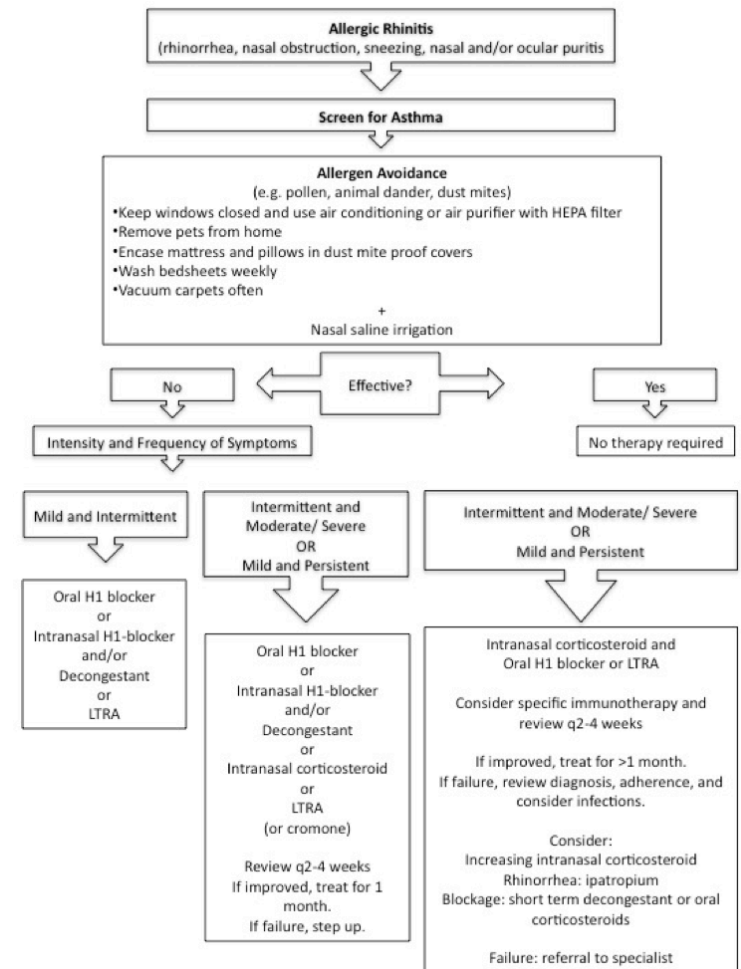 Allergic Rhinitis
(rhinorrhea, nasal obstruction, sneezing, nasal and/or ocular puritis
Screen for Asthma
Allergen Avoidance
(e.g. pollen, animal dander, dust mites)
•Keep windows closed and use air conditioning or air purifier with HEPA filter
•Remove pets from home
•Encase mattress and pillows in dust mite proof covers
•Wash bedsheets weekly
•Vacuum carpets often
+
Nasal saline irrigation
No
Effective?
Yes
Intensity and Frequency of Symptoms
No therapy required
Mild and Intermittent
Oral H1 blocker
or
Intranasal H1-blocker
and/or
Decongestant
or
LTRA
Intermittent and
Moderate/ Severe
OR
Mild and Persistent
Oral H1 blocker
or
Intranasal H1-blocker
and/or
Decongestant
or
Intranasal corticosteroid
or
LTRA
(or cromone)
Review q2-4 weeks
If improved, treat for 1
month.
If failure, step up.
Intermittent and Moderate/ Severe
OR
Mild and Persistent
Intranasal corticosteroid and
Oral H1 blocker or LTRA
Consider specific immunotherapy and
review q2-4 weeks
If improved, treat for >1 month.
If failure, review diagnosis, adherence, and
consider infections.
Consider:
Increasing intranasal corticosteroid
Rhinorrhea: ipatropium
Blockage: short term decongestant or oral
corticosteroids
Failure: referral to specialist